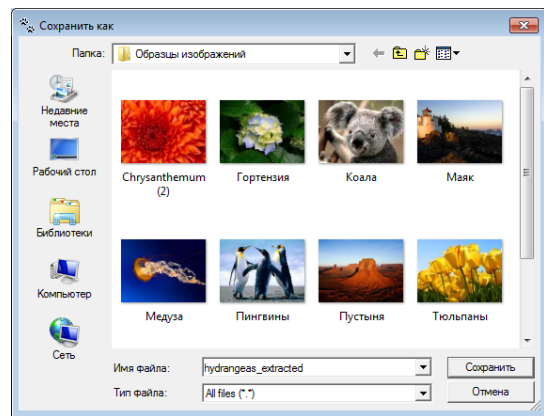 Сохранить как
Папка:
Образцы изображений
Недавние
места
Рабочий стол
Библиотеки
Компьютер
Сеть
Chrysanthemum
(2)
Гортензия
Коала
Маяк
Медуза
Пингвины
Пустыня
Тюльпаны
Имя файла:
hydrangeas_extracted
Сохранить
Тип файла:
All files (*.*)
Отмена